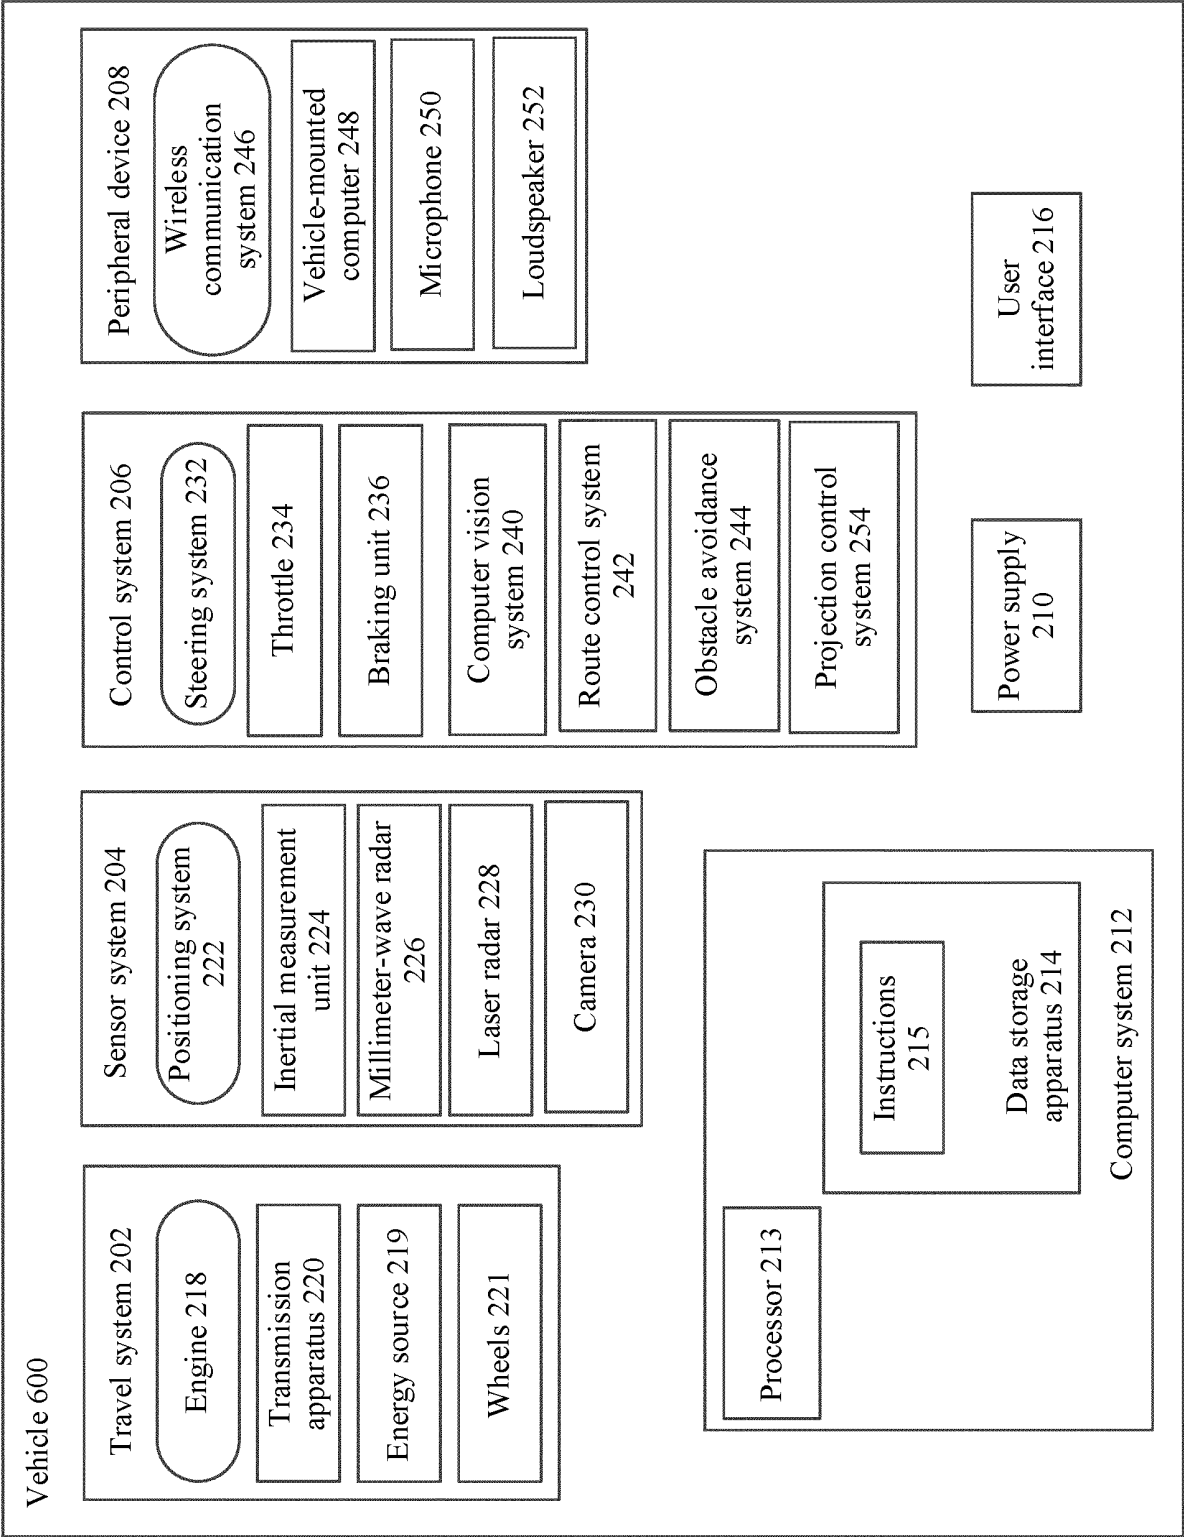 Vehicle 600
Travel system 202
Engine 218
Transmission
apparatus 220
Energy source 219
Wheels 221
Sensor system 204
Positioning system
222
Inertial measurement
unit 224
Millimeter-wave radar
226
Laser radar 228
Camera 230
Control system 206
Steering system 232
Throttle 234
Braking unit 236
Computer vision
system 240
Route control system
242
Obstacle avoidance
system 244
Projection control
system 254
Peripheral device 208
Wireless
communication
system 246
Vehicle-mounted
computer 248
Microphone 250
Loudspeaker 252
Processor 213
Instructions
215
Data storage
apparatus 214
Computer system 212
Power supply
210
User
interface 216